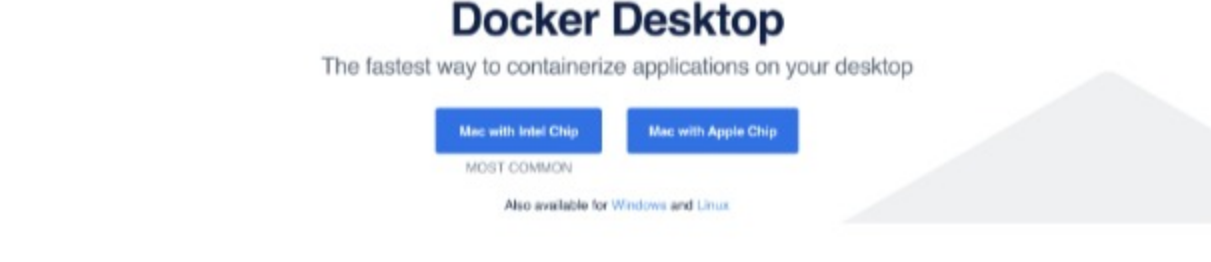 Docker Desktop
The fastest way to containerize applications on your desktop
Mac with Intel Chip Mac with Apple Chip
MOST COMMON
Also available for Windows and Linux